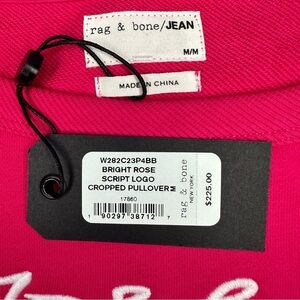 rag & bone/JEAN
M/M
MADE IN CHINA
W282C23P4BB
BRIGHT ROSE
SCRIPT LOGO
CROPPED PULLOVER M
17860
1 90297 38712 7
rag & bone
NEW YORK
$225.00